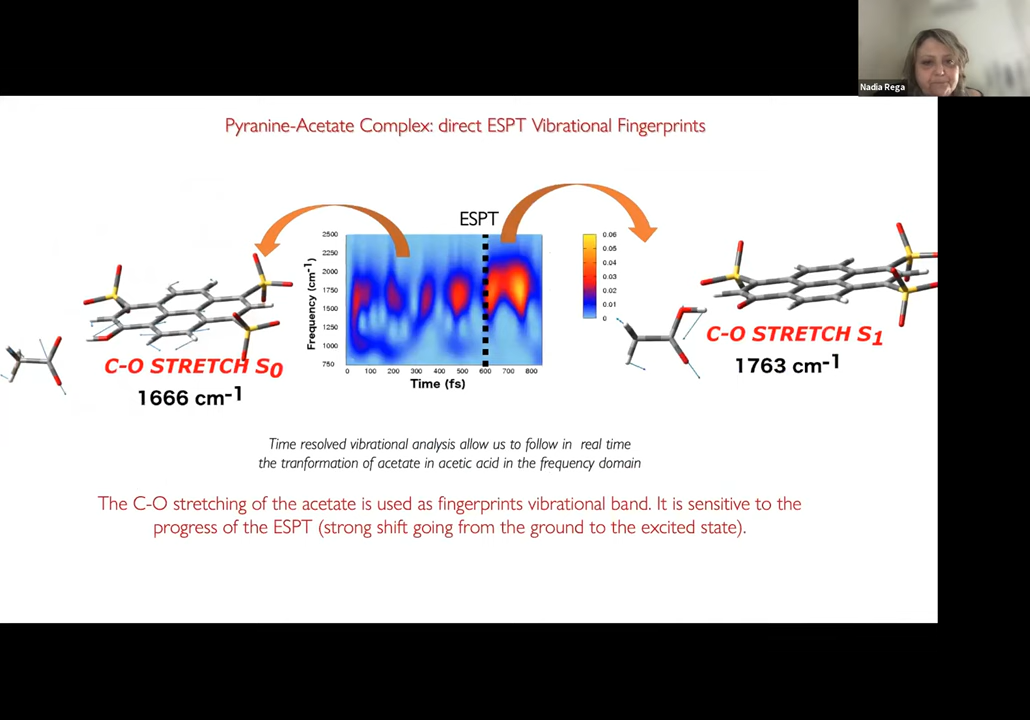 Nadia Rega
Pyranine-Acetate Complex: direct ESPT Vibrational Fingerprints
ESPT
2500
2250
2000
1750
1500
1250
1000
750
Frequency (cm⁻¹)
0 100 200 300 400 500 600 700 800
Time (fs)
0.06
0.05
0.04
0.03
0.02
0.01
0
C-O STRETCH S₀
1666 cm⁻¹
C-O STRETCH S₁
1763 cm⁻¹
Time resolved vibrational analysis allow us to follow in real time
the tranformation of acetate in acetic acid in the frequency domain
The C-O stretching of the acetate is used as fingerprints vibrational band. It is sensitive to the
progress of the ESPT (strong shift going from the ground to the excited state).